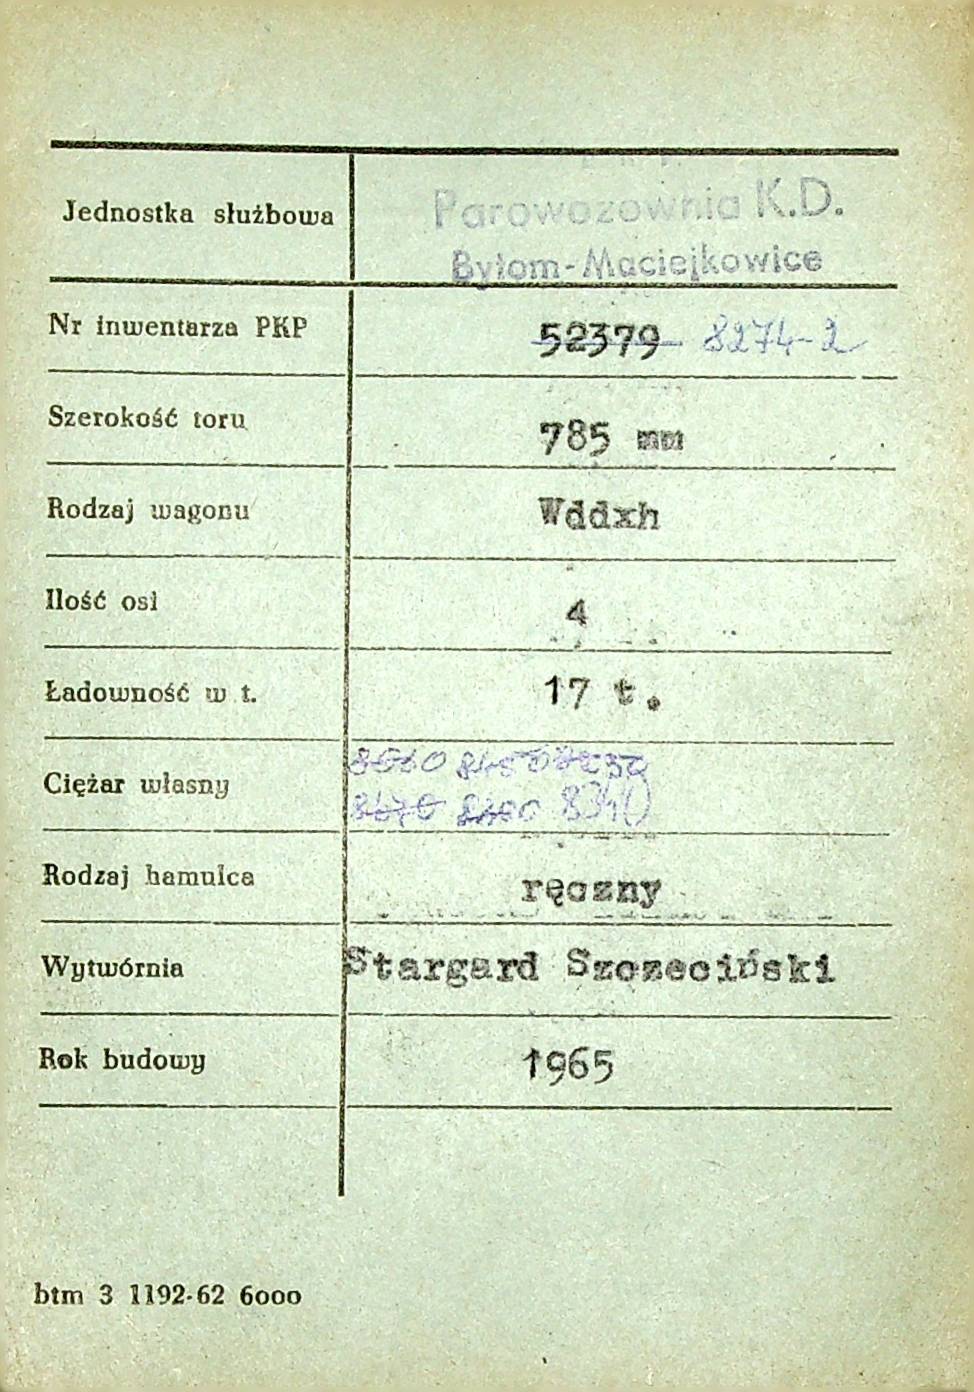 Jednostka służbowa
Parowozownia K.D.
Bytom-Maciejkowice
Nr inwentarza PKP 52379 8274-2
Szerokość toru 785 mm
Rodzaj wagonu Wddxh
Ilość osi 4
Ładowność w t. 17 t.
Ciężar własny
8340
Rodzaj hamulca ręczny
Wytwórnia Stargard Szczeciński
Rok budowy 1965
btm 3 1192-62 6000